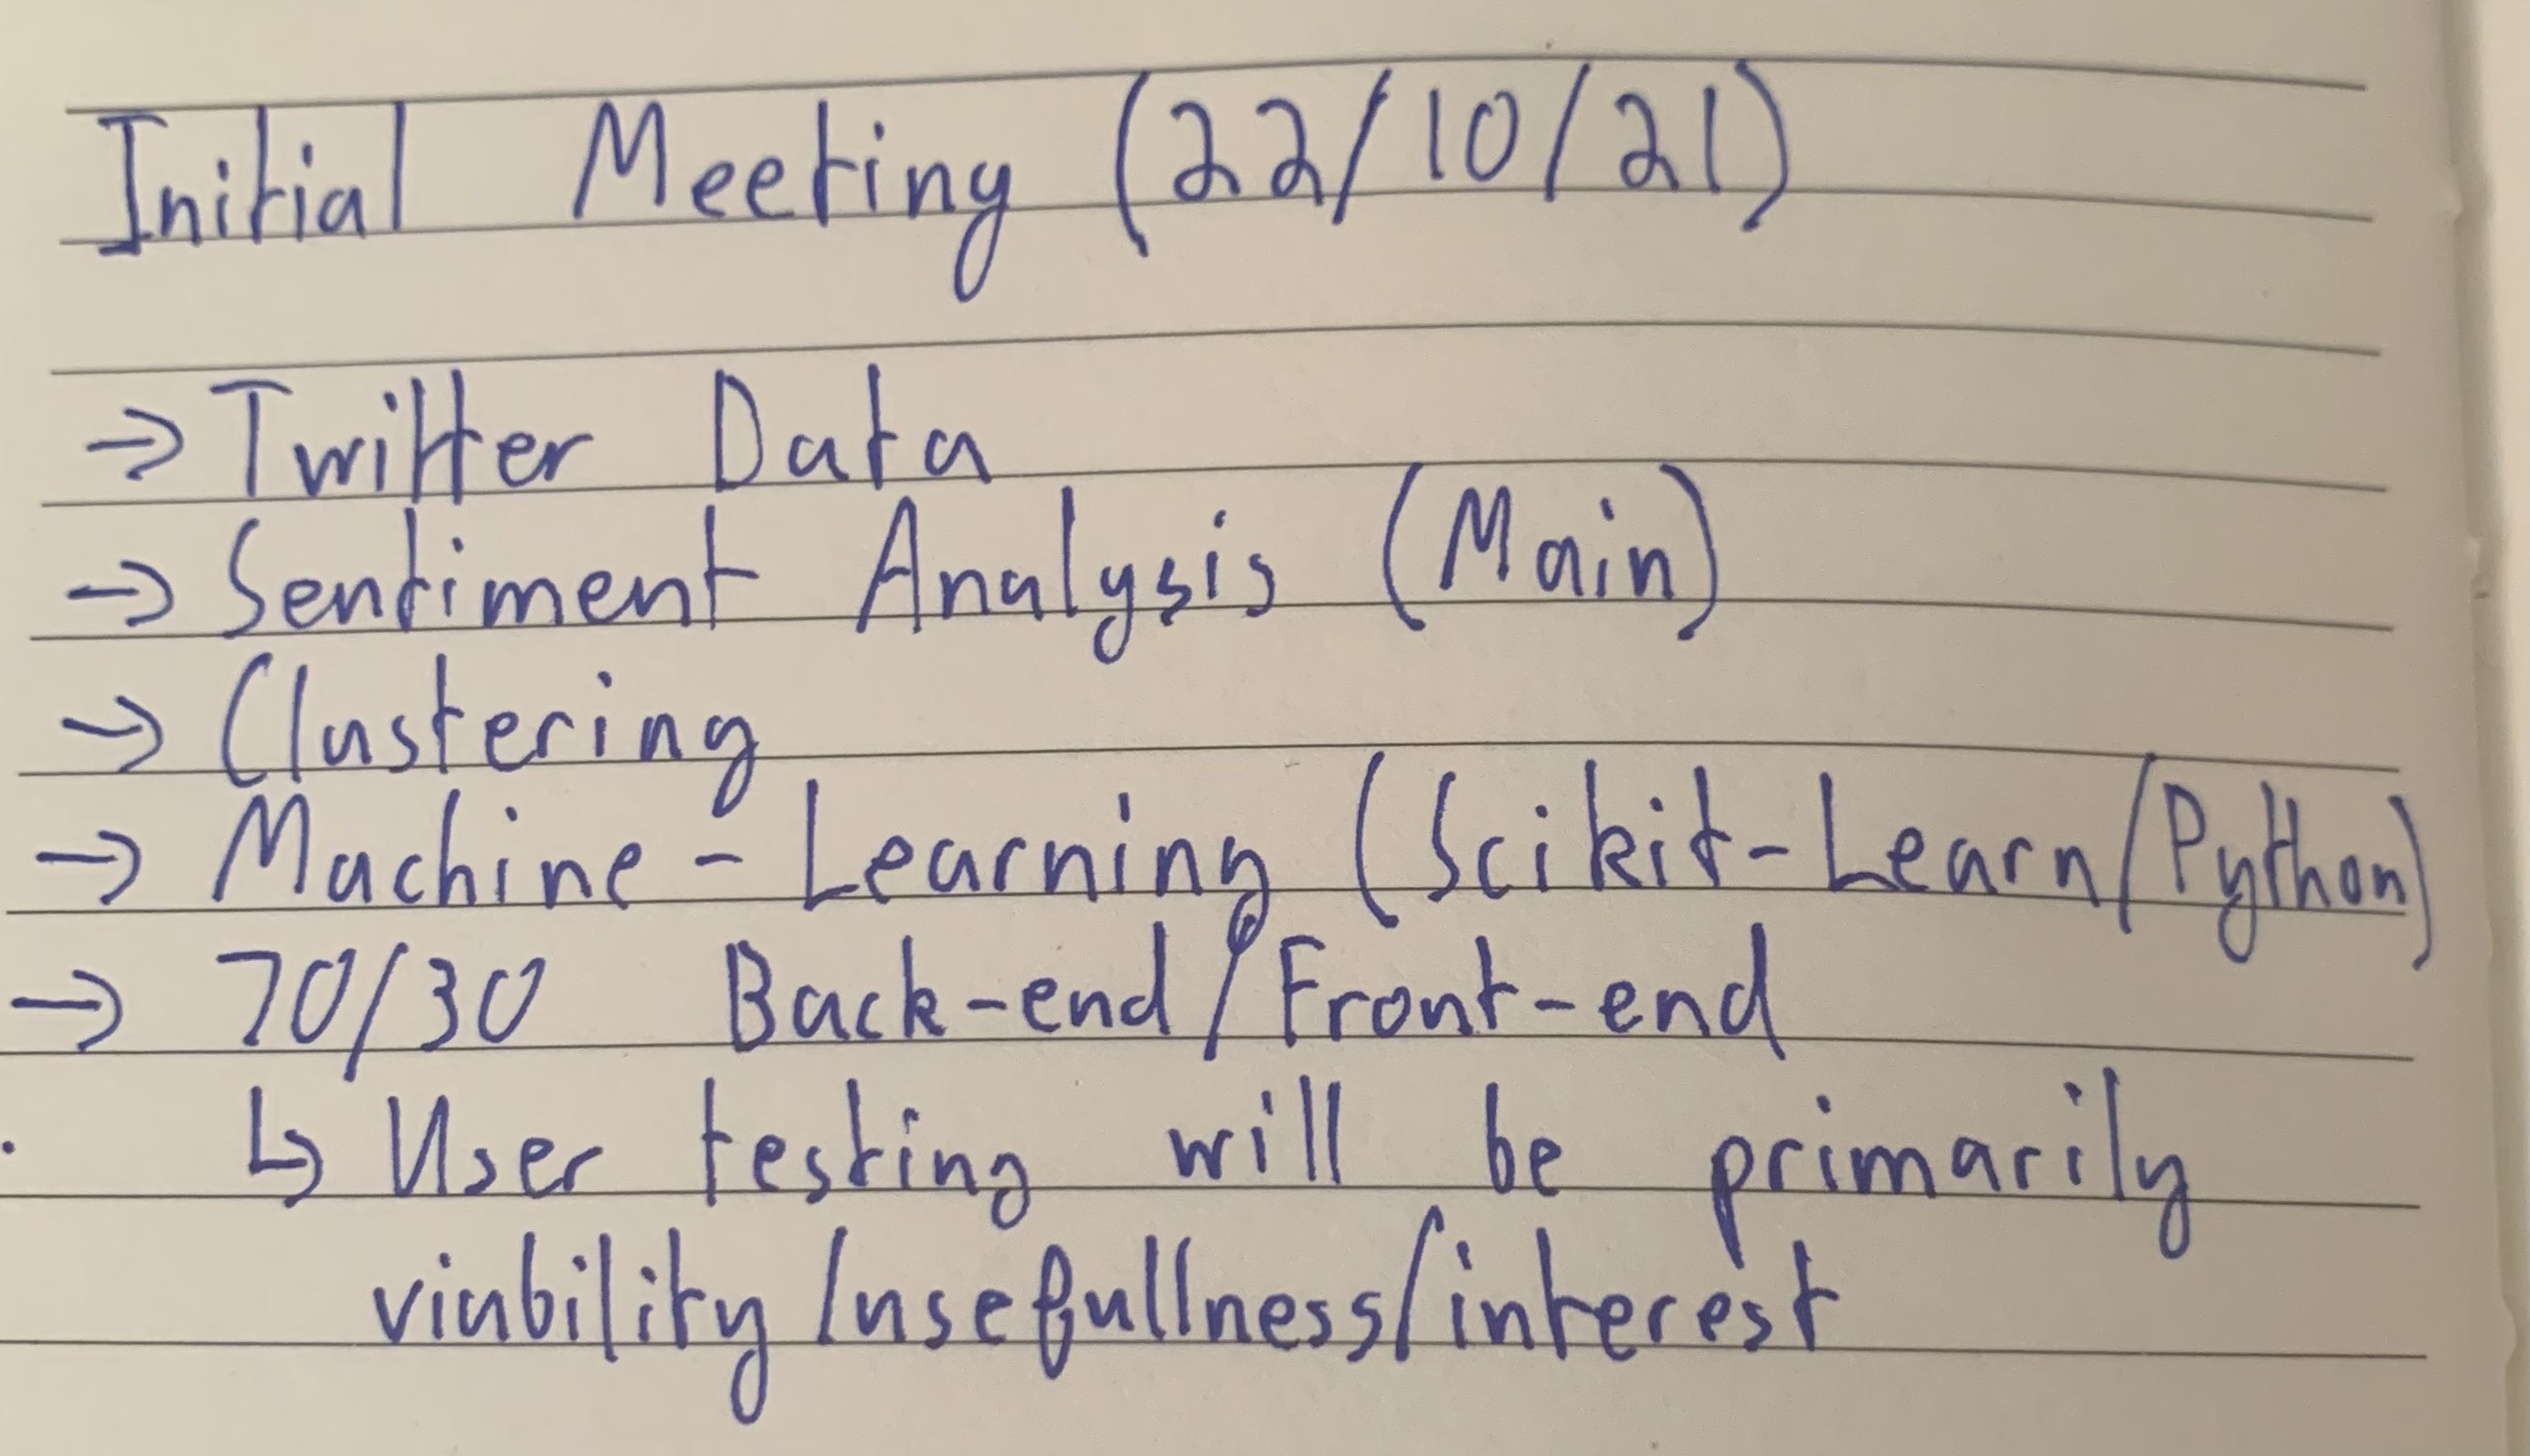 Initial Meeting (22/10/21)
→ Twitter Data
→ Sentiment Analysis (Main)
→ Clustering
→ Machine - Learning (Scikit-Learn/Python)
→ 70/30 Back-end/Front-end
↳ User testing will be primarily
viability/usefullness/interest